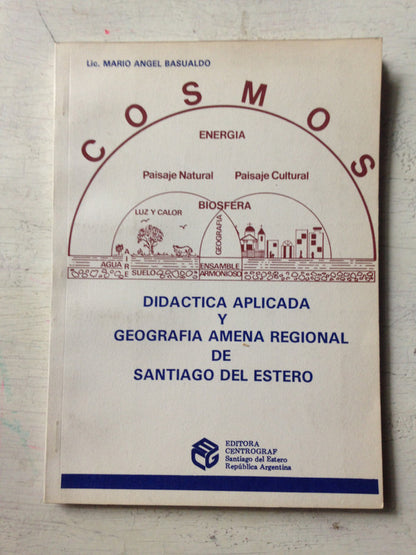 Lic. MARIO ANGEL BASUALDO
COSMOS
ENERGIA
Paisaje Natural Paisaje Cultural
BIOSFERA
LUZ Y CALOR
GEOGRAFIA
AGUA
AIRE
SUELO
ENSAMBLE
ARMONIOSO
DIDACTICA APLICADA
Y
GEOGRAFIA AMENA REGIONAL
DE
SANTIAGO DEL ESTERO
EDITORA
CENTROGRAF
Santiago del Estero
República Argentina